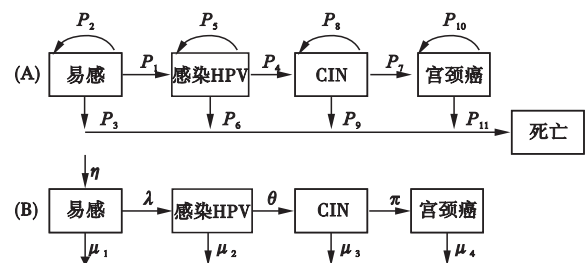 P₂ P₅ P₈ P₁₀
(A) 易感 P₁ 感染HPV P₄ CIN P₇ 宫颈癌
P₃ P₆ P₉ P₁₁ 死亡
η
(B) 易感 λ 感染HPV θ CIN π 宫颈癌
μ₁ μ₂ μ₃ μ₄